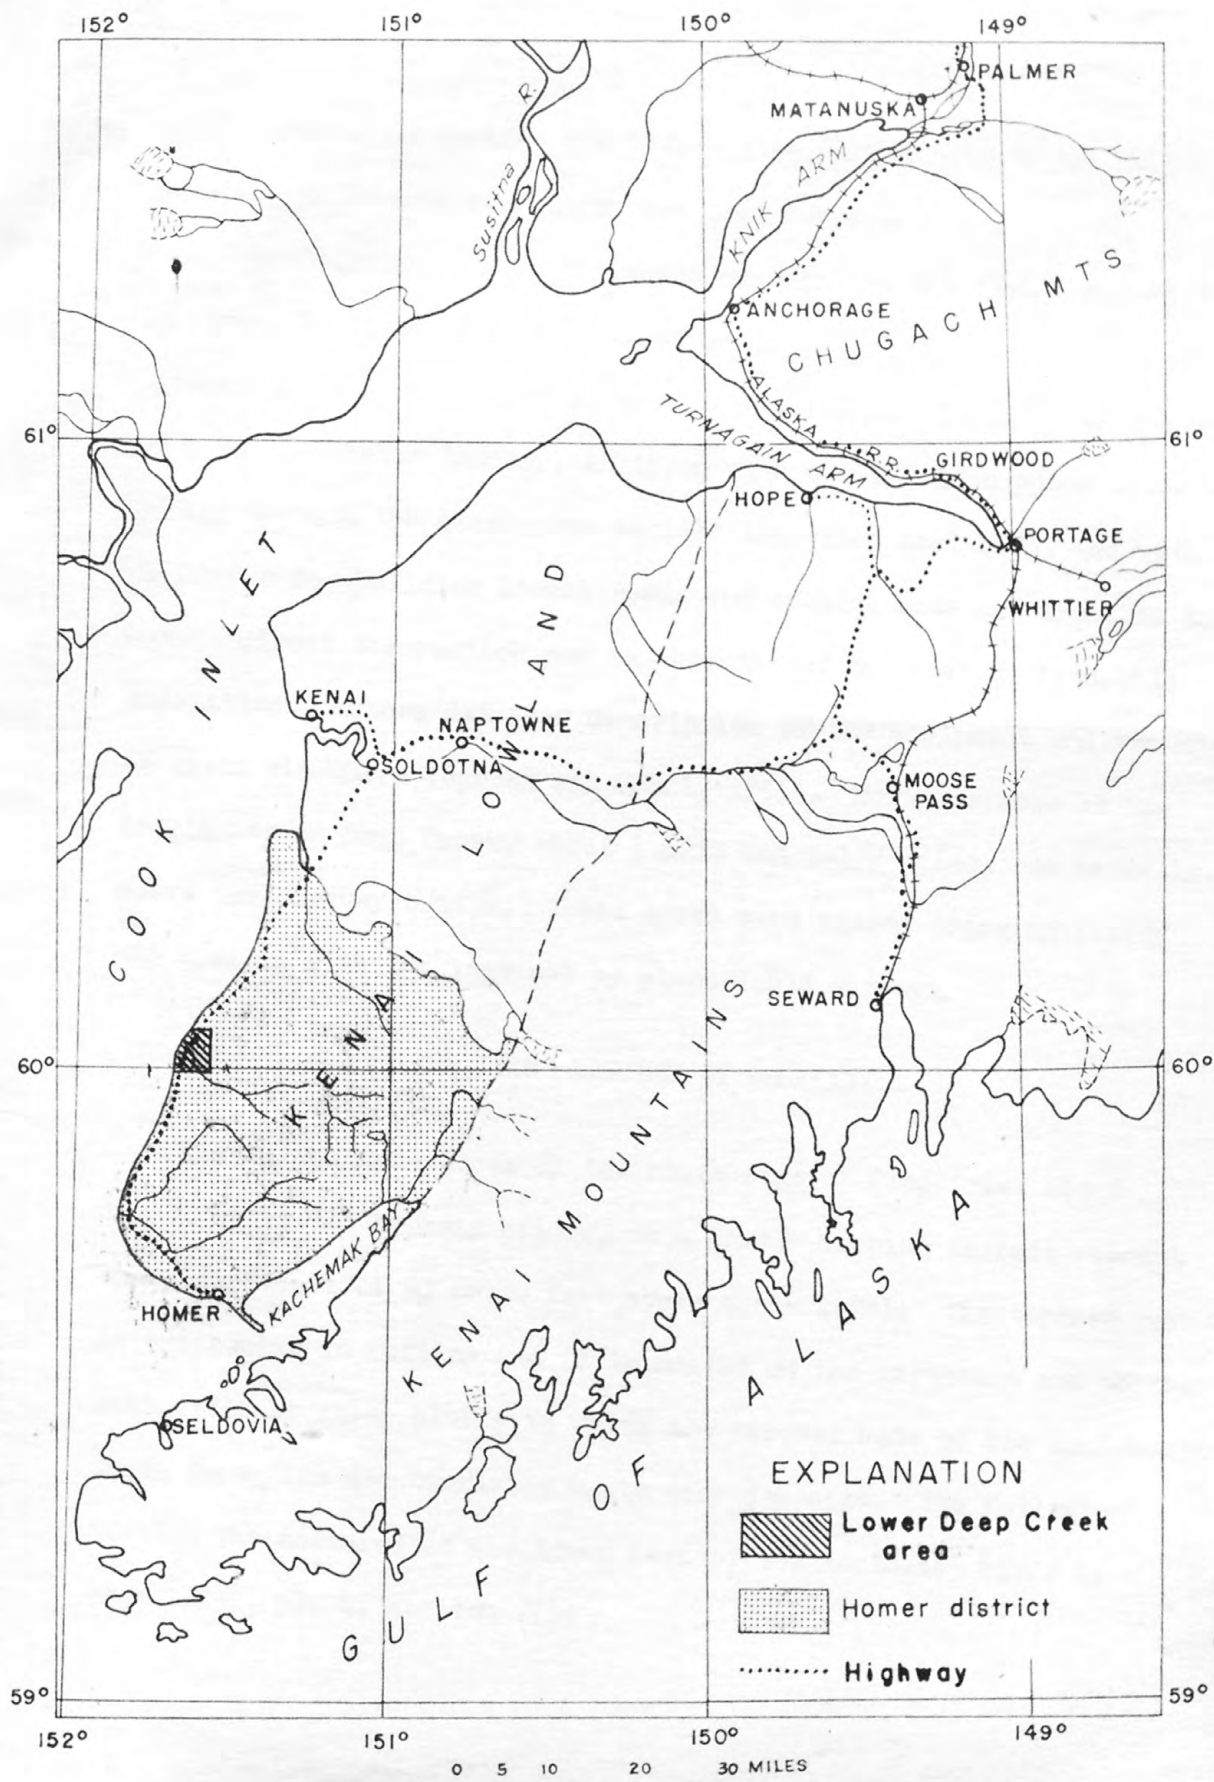 152° 151° 150° 149°
PALMER
MATANUSKA
Susitna R.
KNIK ARM
ANCHORAGE
CHUGACH MTS
ALASKA R.R.
TURNAGAIN ARM
61° 61°
GIRDWOOD
HOPE
PORTAGE
WHITTIER
COOK INLET
KENAI
NAPTOWNE
SOLDOTNA
KENAI LOWLAND
MOOSE
PASS
SEWARD
60° 60°
KENAI MOUNTAINS
KACHEMAK BAY
HOMER
SELDOVIA
GULF OF ALASKA
EXPLANATION
Lower Deep Creek
area
Homer district
Highway
59° 59°
152° 151° 150° 149°
0 5 10 20 30 MILES